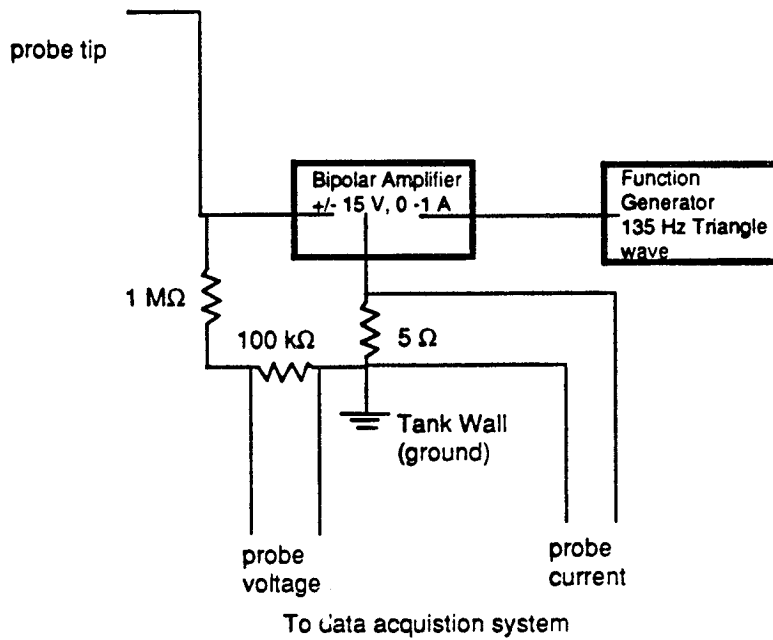 probe tip
Bipolar Amplifier
+/- 15 V, 0 -1 A
Function
Generator
135 Hz Triangle
wave
1 MΩ
100 kΩ
5 Ω
Tank Wall
(ground)
probe
voltage
probe
current
To data acquistion system